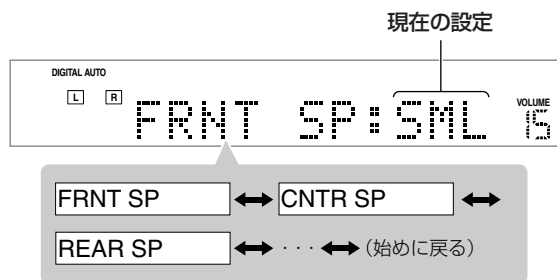 現在の設定
DIGITAL AUTO
L R
FRNT SP:SML
VOLUME
15
FRNT SP ↔ CNTR SP ↔
REAR SP ↔ ··· ↔ (始めに戻る)